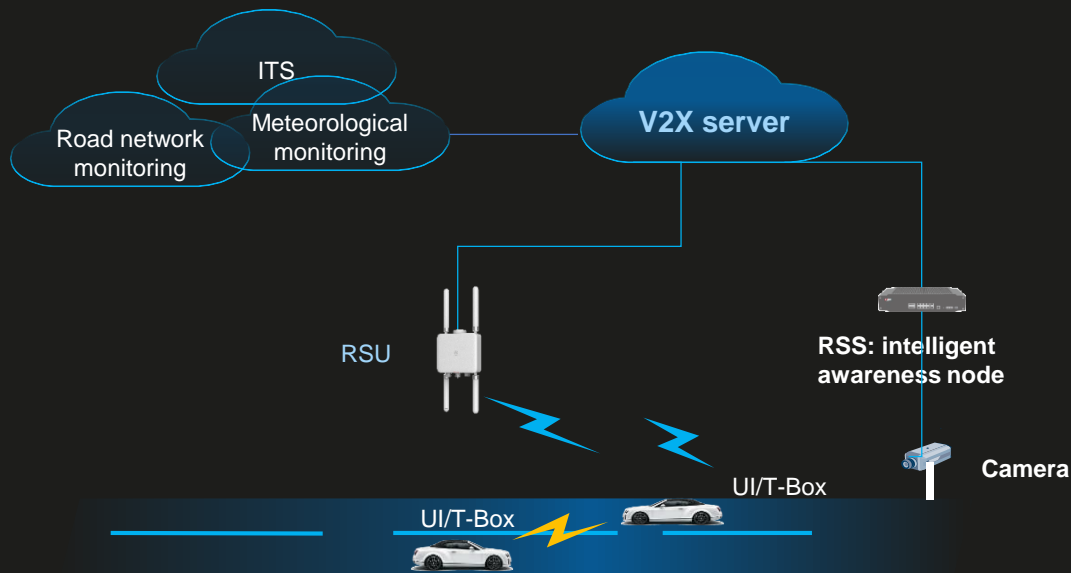 ITS
Road network
monitoring
Meteorological
monitoring
V2X server
RSU
RSS: intelligent
awareness node
Camera
UI/T-Box
UI/T-Box